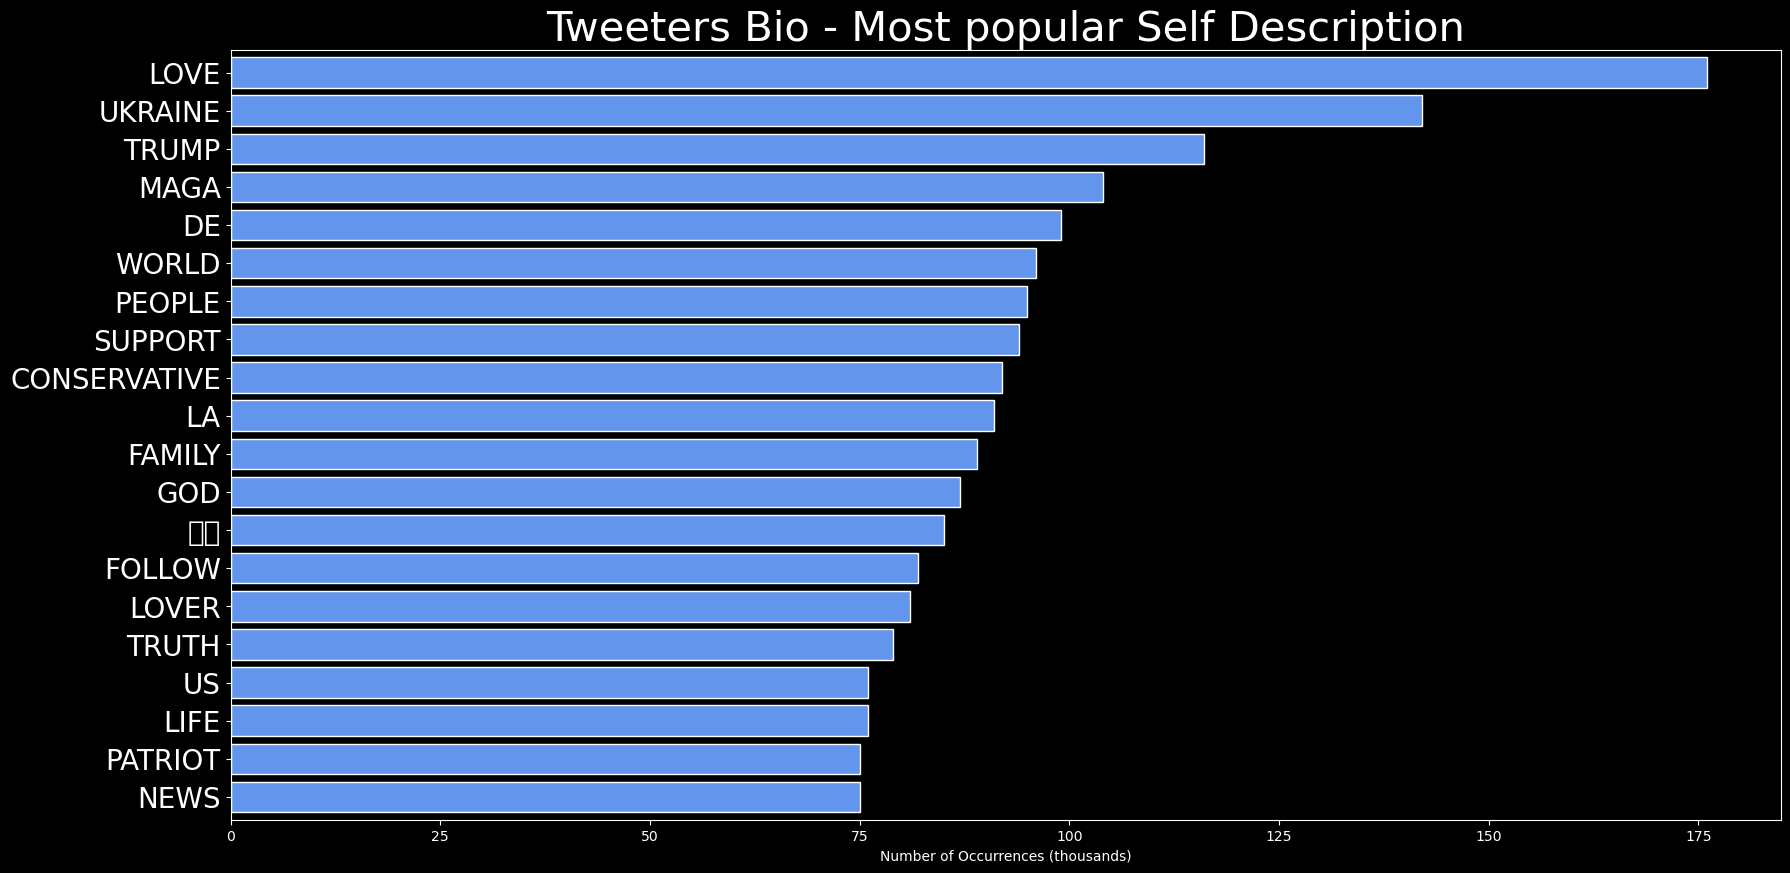 Tweeters Bio - Most popular Self Description
LOVE
UKRAINE
TRUMP
MAGA
DE
WORLD
PEOPLE
SUPPORT
CONSERVATIVE
LA
FAMILY
GOD
FOLLOW
LOVER
TRUTH
US
LIFE
PATRIOT
NEWS
0 25 50 75 100 125 150 175
Number of Occurrences (thousands)